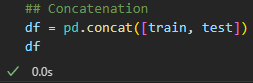 ## Concatenation
df = pd.concat([train, test])
df
✓ 0.0s